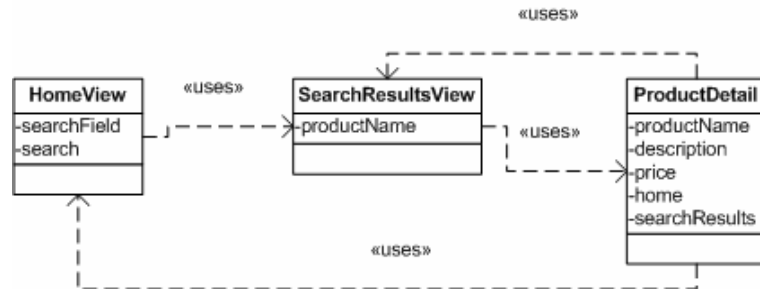 «uses»
«uses»
HomeView
-searchField
-search
SearchResultsView
-productName
«uses»
ProductDetail
-productName
-description
-price
-home
-searchResults
«uses»